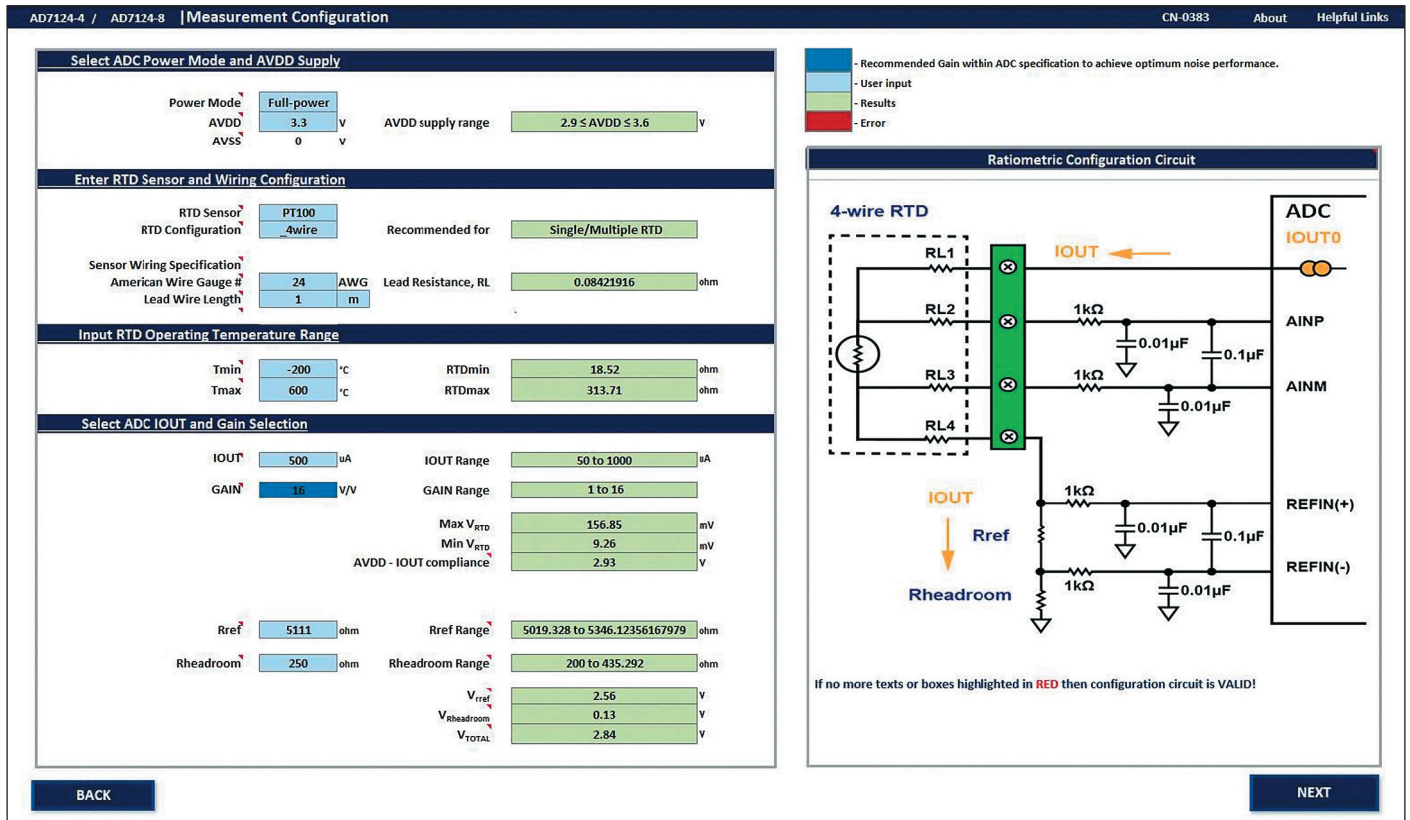 AD7124-4 / AD7124-8 |Measurement Configuration
CN-0383 About Helpful Links
Select ADC Power Mode and AVDD Supply
Power Mode Full-power
AVDD 3.3 V AVDD supply range 2.9 ≤ AVDD ≤ 3.6 V
AVSS 0 V
Enter RTD Sensor and Wiring Configuration
RTD Sensor PT100
RTD Configuration _4wire Recommended for Single/Multiple RTD
Sensor Wiring Specification
American Wire Gauge # 24 AWG Lead Resistance, RL 0.08421916 ohm
Lead Wire Length 1 m
Input RTD Operating Temperature Range
Tmin -200 °C RTDmin 18.52 ohm
Tmax 600 °C RTDmax 313.71 ohm
Select ADC IOUT and Gain Selection
IOUT 500 uA IOUT Range 50 to 1000 uA
GAIN 16 V/V GAIN Range 1 to 16
Max VRTD 156.85 mV
Min VRTD 9.26 mV
AVDD - IOUT compliance 2.93 V
Rref 5111 ohm Rref Range 5019.328 to 5346.12356167979 ohm
Rheadroom 250 ohm Rheadroom Range 200 to 435.292 ohm
Vrref 2.56 V
VRheadroom 0.13 V
VTOTAL 2.84 V
BACK
- Recommended Gain within ADC specification to achieve optimum noise performance.
- User input
- Results
- Error
Ratiometric Configuration Circuit
4-wire RTD
ADC
IOUT0
RL1
IOUT
RL2
1kΩ
AINP
0.01µF
0.1µF
RL3
1kΩ
AINM
0.01µF
RL4
IOUT
1kΩ
REFIN(+)
Rref
0.01µF
0.1µF
REFIN(-)
Rheadroom
1kΩ
0.01µF
If no more texts or boxes highlighted in RED then configuration circuit is VALID!
NEXT